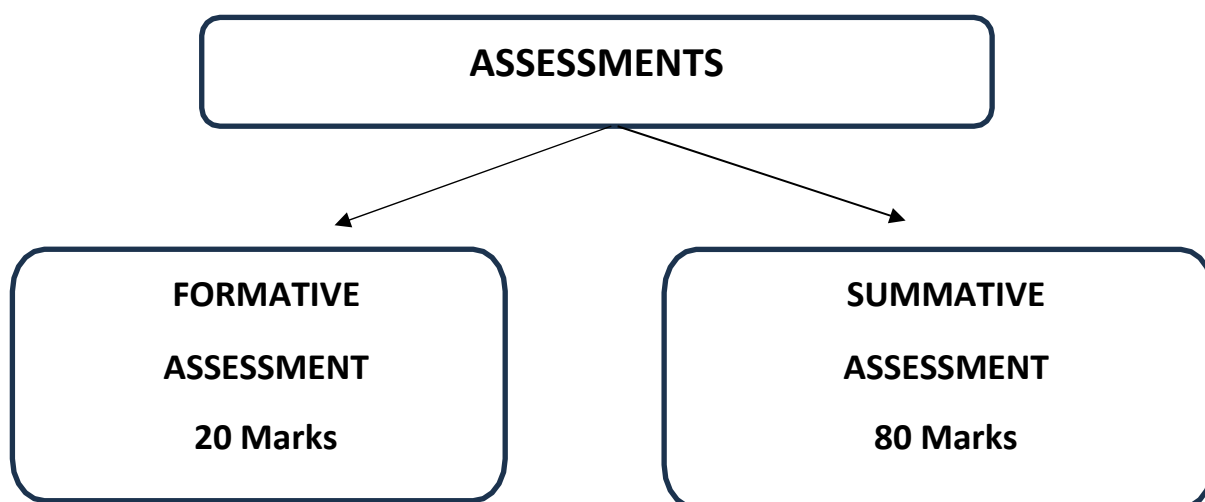 ASSESSMENTS
FORMATIVE
ASSESSMENT
20 Marks
SUMMATIVE
ASSESSMENT
80 Marks